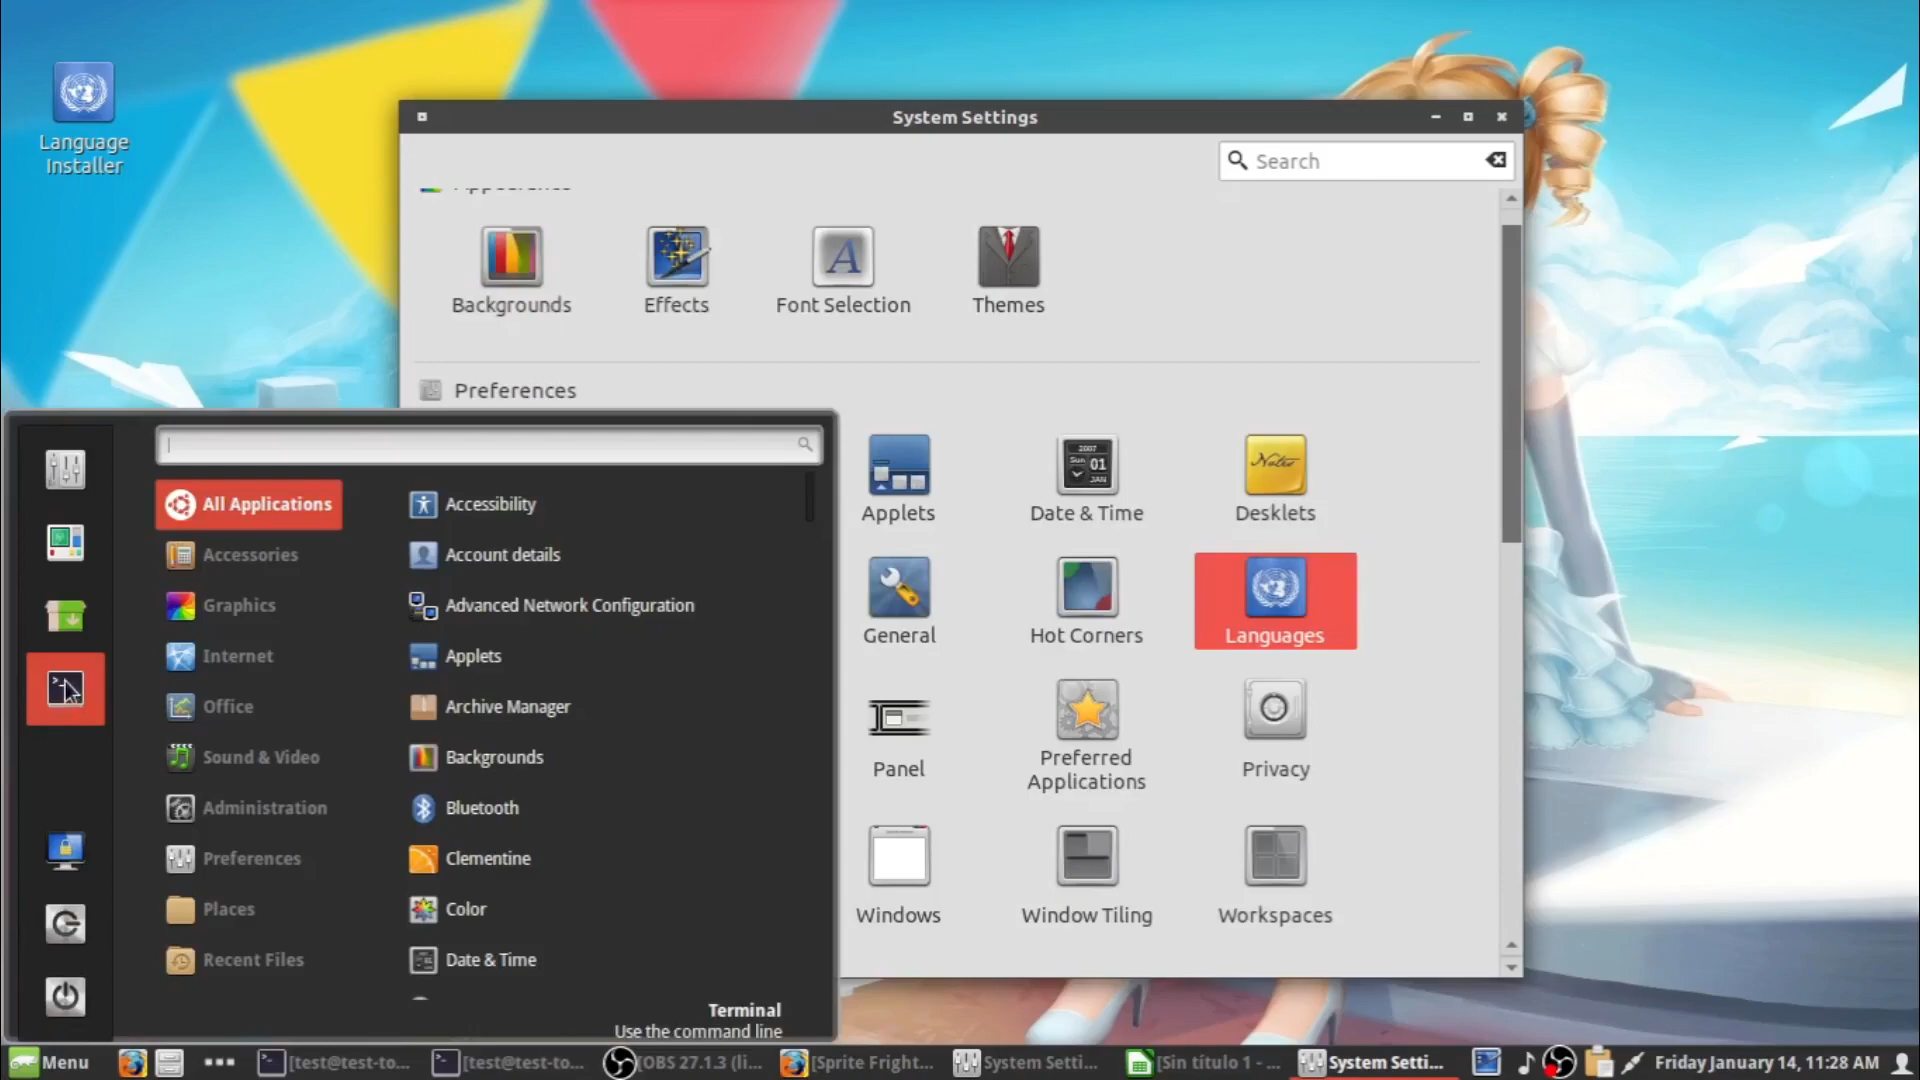 Language
Installer
System Settings
Search
Backgrounds
Effects
Font Selection
Themes
Preferences
Applets
Date & Time
Desklets
General
Hot Corners
Languages
Panel
Preferred
Applications
Privacy
Windows
Window Tiling
Workspaces
All Applications
Accessories
Graphics
Internet
Office
Sound & Video
Administration
Preferences
Places
Recent Files
Accessibility
Account details
Advanced Network Configuration
Applets
Archive Manager
Backgrounds
Bluetooth
Clementine
Color
Date & Time
Terminal
Use the command line
Menu
[test@test-to...
[test@test-to...
[OBS 27.1.3 (li...
[Sprite Fright...
System Setti...
[Sin título 1 - ...
System Setti...
Friday January 14, 11:28 AM